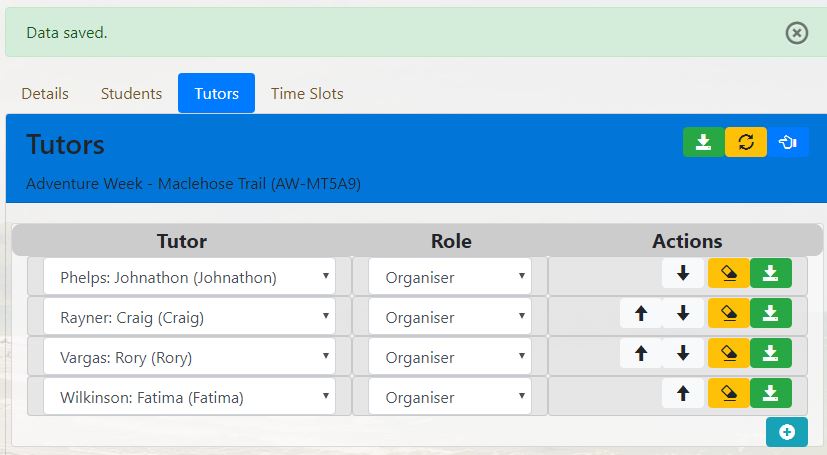 Data saved.
Details Students Tutors Time Slots
Tutors
Adventure Week - Maclehose Trail (AW-MT5A9)
Tutor Role Actions
Phelps: Johnathon (Johnathon) Organiser
Rayner: Craig (Craig) Organiser
Vargas: Rory (Rory) Organiser
Wilkinson: Fatima (Fatima) Organiser